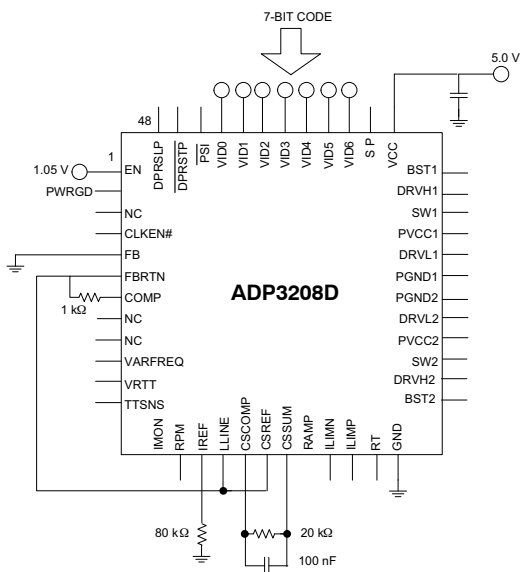 7-BIT CODE
5.0 V
48
DPRSLP
DPRSTP
PSI
VID0
VID1
VID2
VID3
VID4
VID5
VID6
S P
VCC
1
1.05 V
EN
PWRGD
NC
CLKEN#
FB
FBRTN
COMP
1 kΩ
NC
NC
VARFREQ
VRTT
TTSNS
ADP3208D
BST1
DRVH1
SW1
PVCC1
DRVL1
PGND1
PGND2
DRVL2
PVCC2
SW2
DRVH2
BST2
IMON
RPM
IREF
LLINE
CSCOMP
CSREF
CSSUM
RAMP
ILIMN
ILIMP
RT
GND
80 kΩ
20 kΩ
100 nF